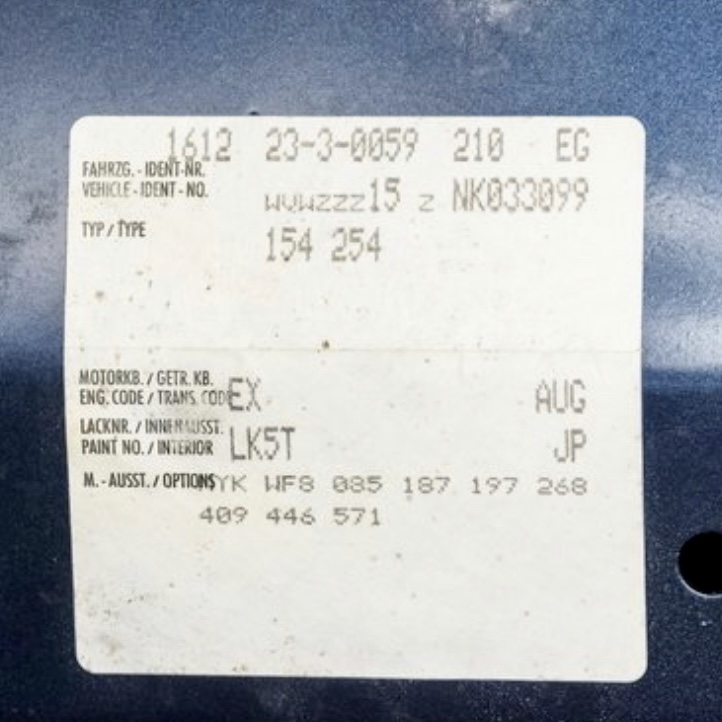 1612 23-3-0059 210 EG
FAHRZG. - IDENT-NR.
VEHICLE - IDENT - NO. WVWZZZ15 Z NK033099
TYP / TYPE 154 254
MOTORKB. / GETR. KB.
ENG. CODE / TRANS. CODE EX AUG
LACKNR. / INNENAUSST.
PAINT NO. / INTERIOR LK5T JP
M. - AUSST. / OPTIONS WF8 085 187 197 268
409 446 571